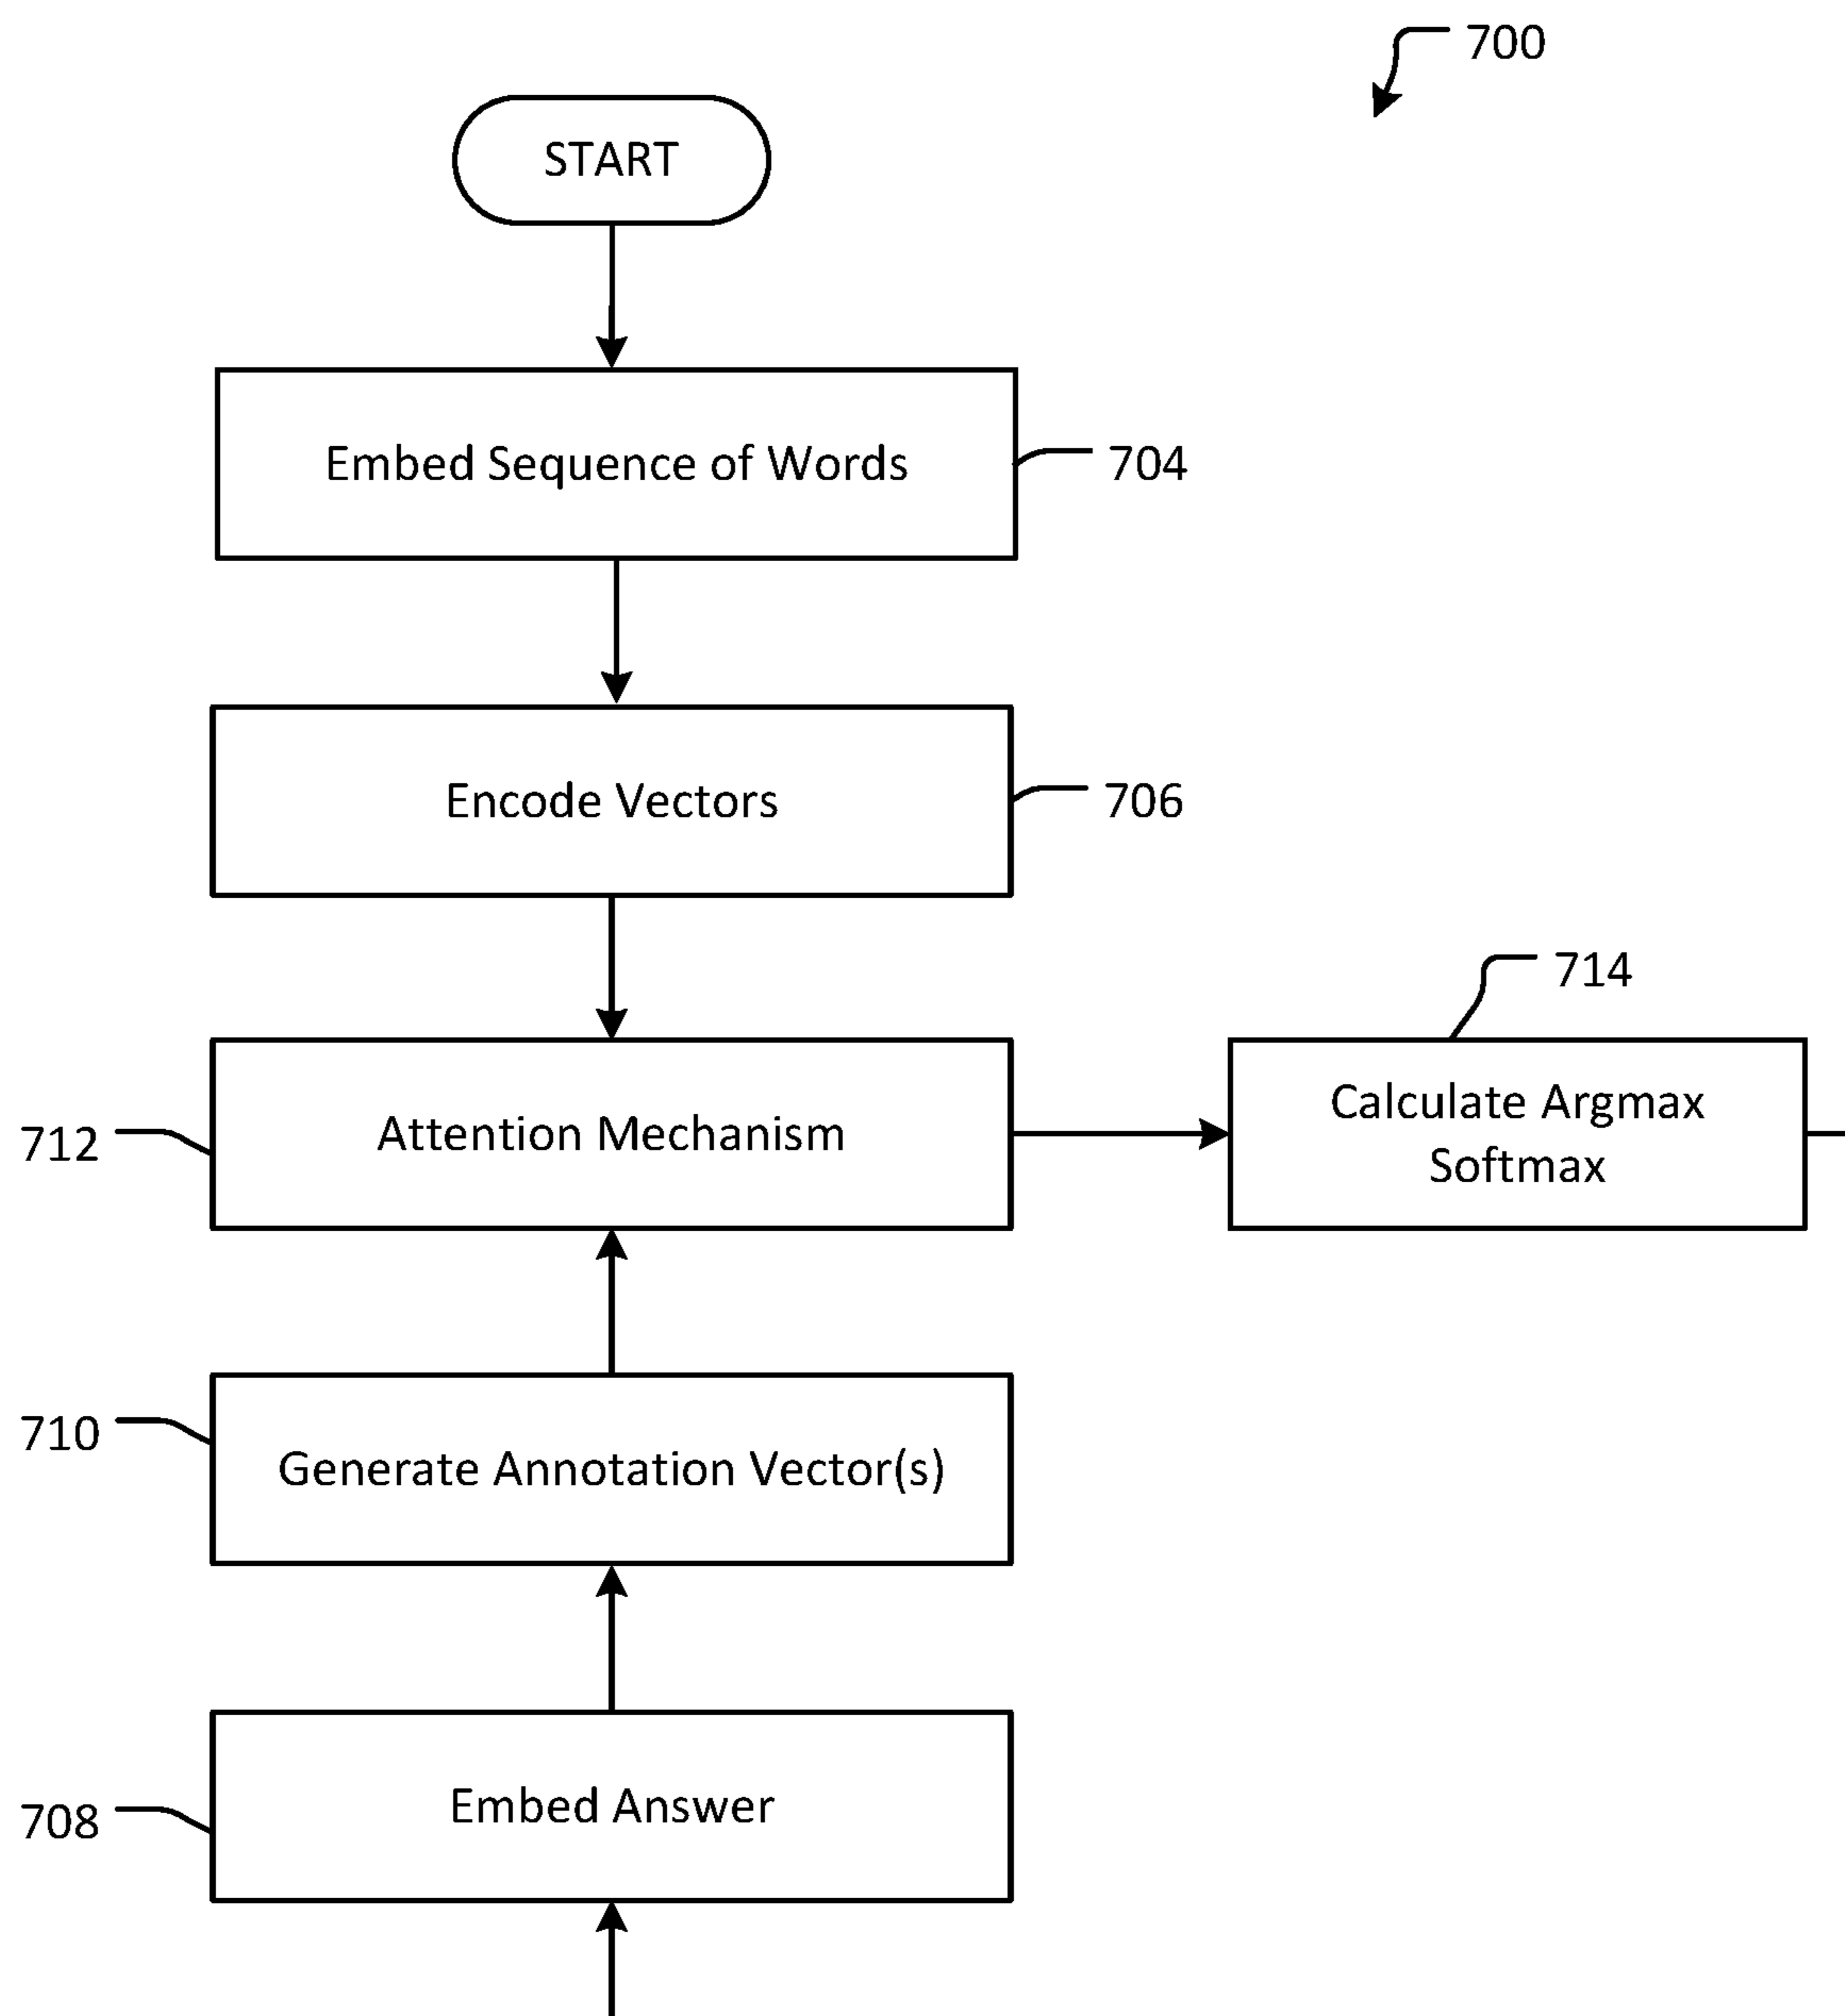 700
START
Embed Sequence of Words
704
Encode Vectors
706
714
712
Attention Mechanism
Calculate Argmax
Softmax
710
Generate Annotation Vector(s)
708
Embed Answer